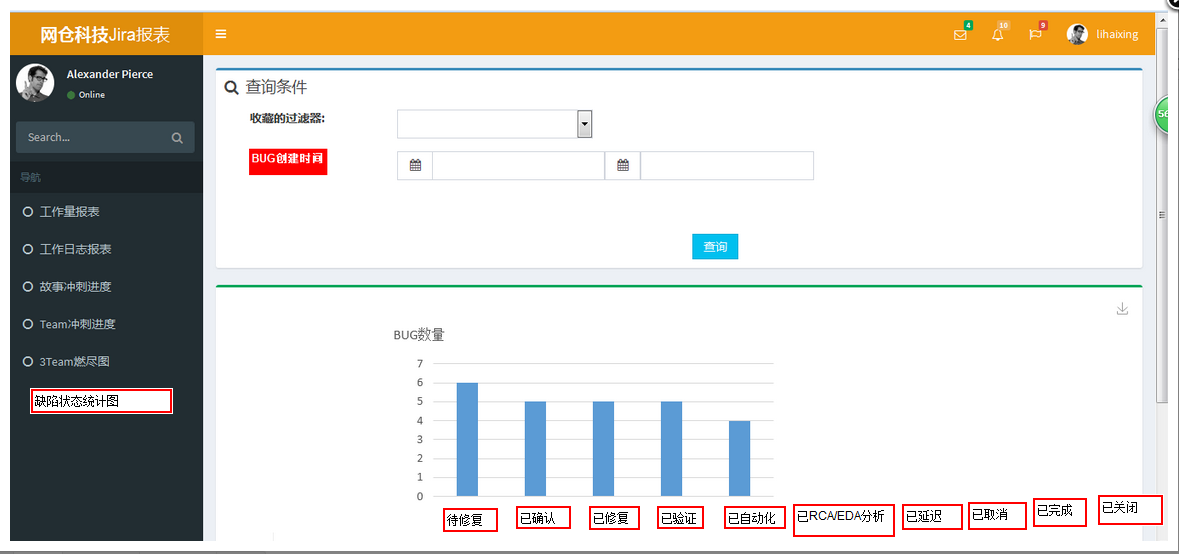 网仓科技Jira报表
4
10
9
lihaixing
Alexander Pierce
Online
Search...
导航
工作量报表
工作日志报表
故事冲刺进度
Team冲刺进度
3Team燃尽图
缺陷状态统计图
查询条件
收藏的过滤器:
BUG创建时间
查询
BUG数量
7
6
5
4
3
2
1
0
待修复
已确认
已修复
已验证
已自动化
已RCA/EDA分析
已延迟
已取消
已完成
已关闭